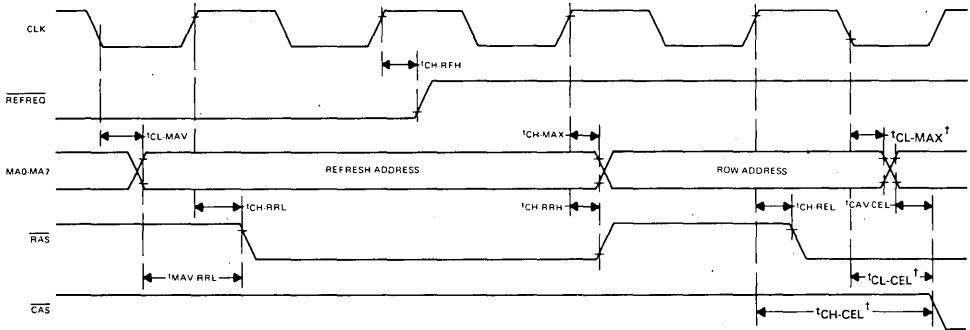 CLK
tCH-RFH
REFREQ
tCL-MAV
tCH-MAX
tCL-MAX†
MA0-MA7
REFRESH ADDRESS
ROW ADDRESS
tCH-RRL
tCH-RRH
tCH-REL
tCAV-CEL
RAS
tMAV-RRL
tCL-CEL†
CAS
tCH-CEL†